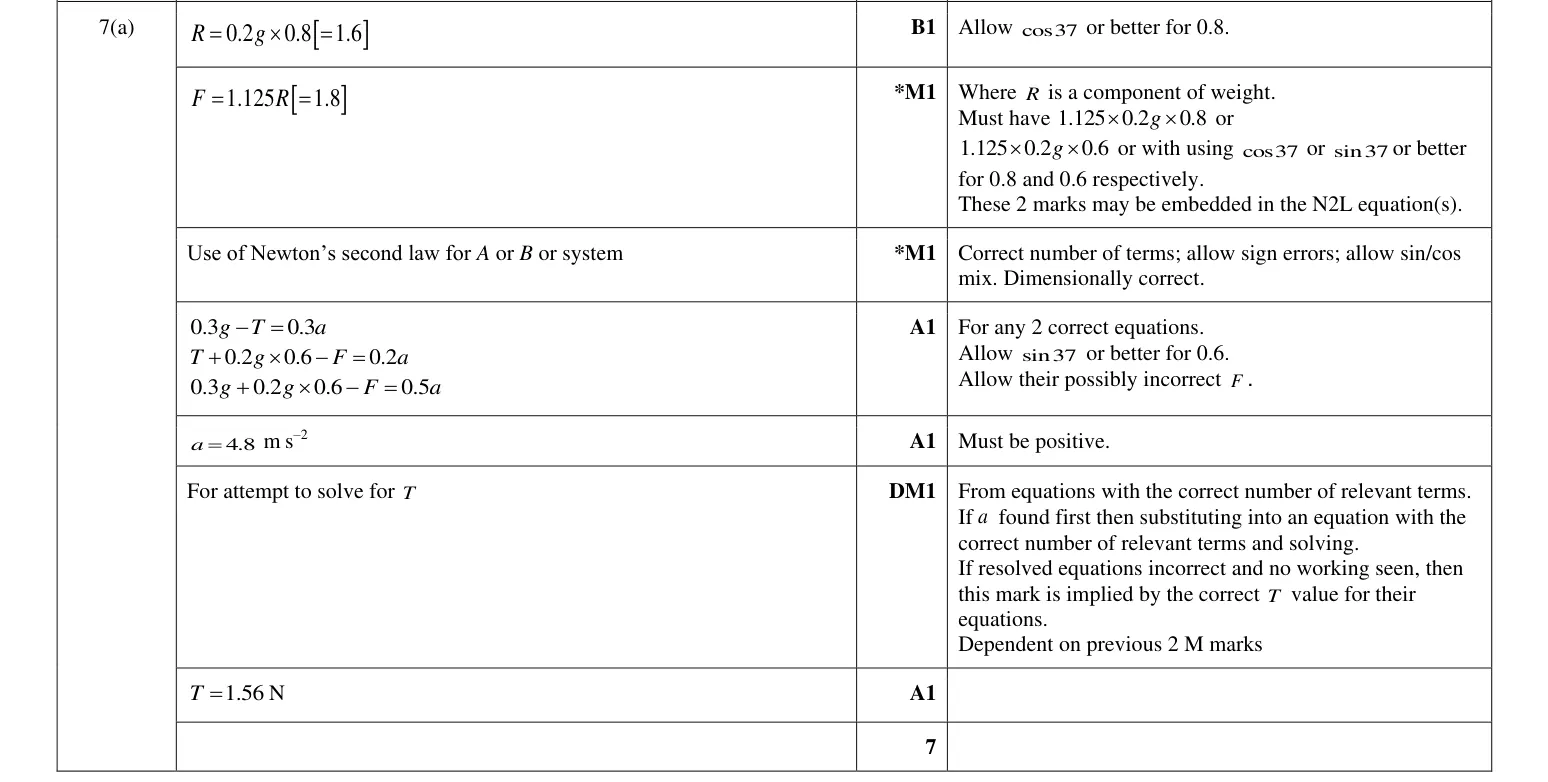 7(a) R = 0.2g × 0.8[= 1.6] B1 Allow cos 37 or better for 0.8.
F = 1.125R[= 1.8] *M1 Where R is a component of weight.
Must have 1.125 × 0.2g × 0.8 or
1.125 × 0.2g × 0.6 or with using cos 37 or sin 37 or better
for 0.8 and 0.6 respectively.
These 2 marks may be embedded in the N2L equation(s).
Use of Newton’s second law for A or B or system *M1 Correct number of terms; allow sign errors; allow sin/cos
mix. Dimensionally correct.
0.3g − T = 0.3a A1 For any 2 correct equations.
T + 0.2g × 0.6 − F = 0.2a Allow sin 37 or better for 0.6.
0.3g + 0.2g × 0.6 − F = 0.5a Allow their possibly incorrect F.
a = 4.8 m s⁻² A1 Must be positive.
For attempt to solve for T DM1 From equations with the correct number of relevant terms.
If a found first then substituting into an equation with the
correct number of relevant terms and solving.
If resolved equations incorrect and no working seen, then
this mark is implied by the correct T value for their
equations.
Dependent on previous 2 M marks
T = 1.56 N A1
7